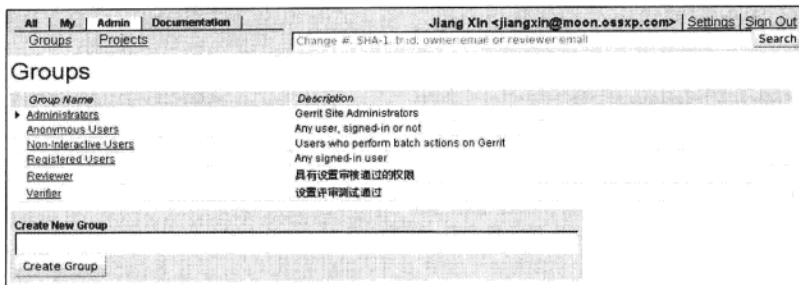 All | My | Admin | Documentation |
Jiang Xin <jiangxin@moon.ossxp.com> | Settings | Sign Out
Groups Projects
Change #, SHA-1, tr:id, owner:email or reviewer:email Search
Groups
Group Name Description
Administrators Gerrit Site Administrators
Anonymous Users Any user, signed-in or not
Non-Interactive Users Users who perform batch actions on Gerrit
Registered Users Any signed-in user
Reviewer 具有设置审核通过的权限
Verifier 设置评审测试通过
Create New Group
Create Group